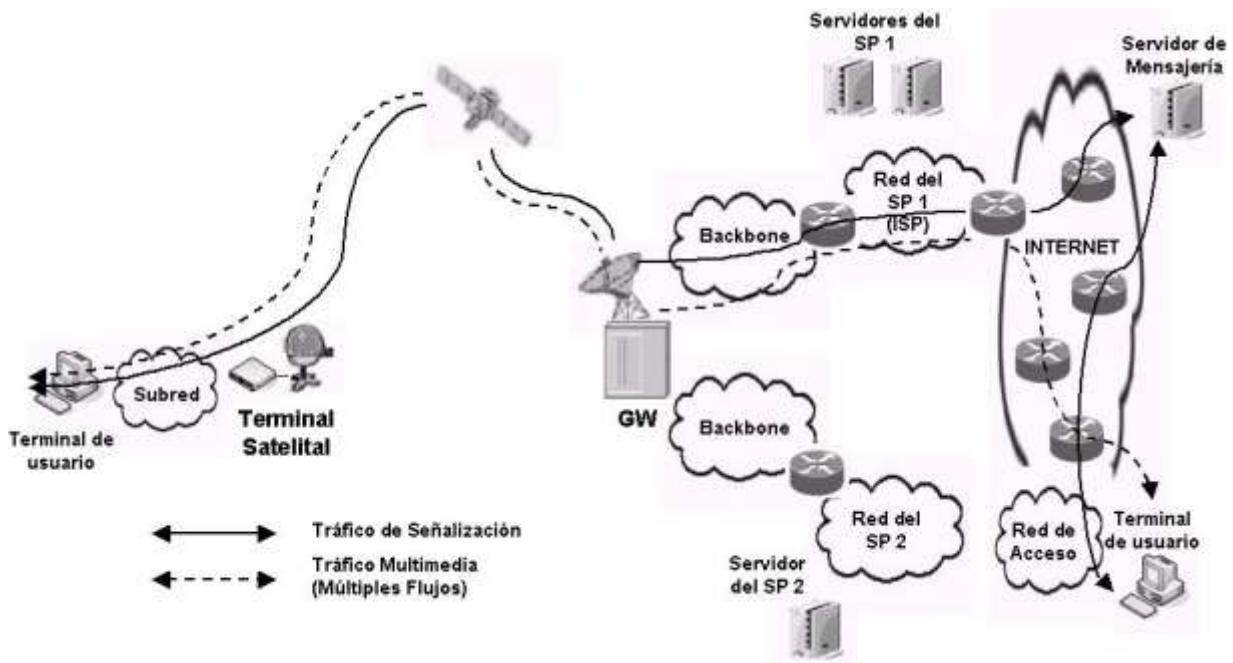 Servidores del
SP 1
Servidor de
Mensajería
Red del
SP 1
(ISP)
Backbone
INTERNET
Subred
Terminal
Satelital
Terminal de
usuario
GW
Backbone
Red del
SP 2
Red de
Acceso
Terminal
de usuario
Servidor
del SP 2
Tráfico de Señalización
Tráfico Multimedia
(Múltiples Flujos)